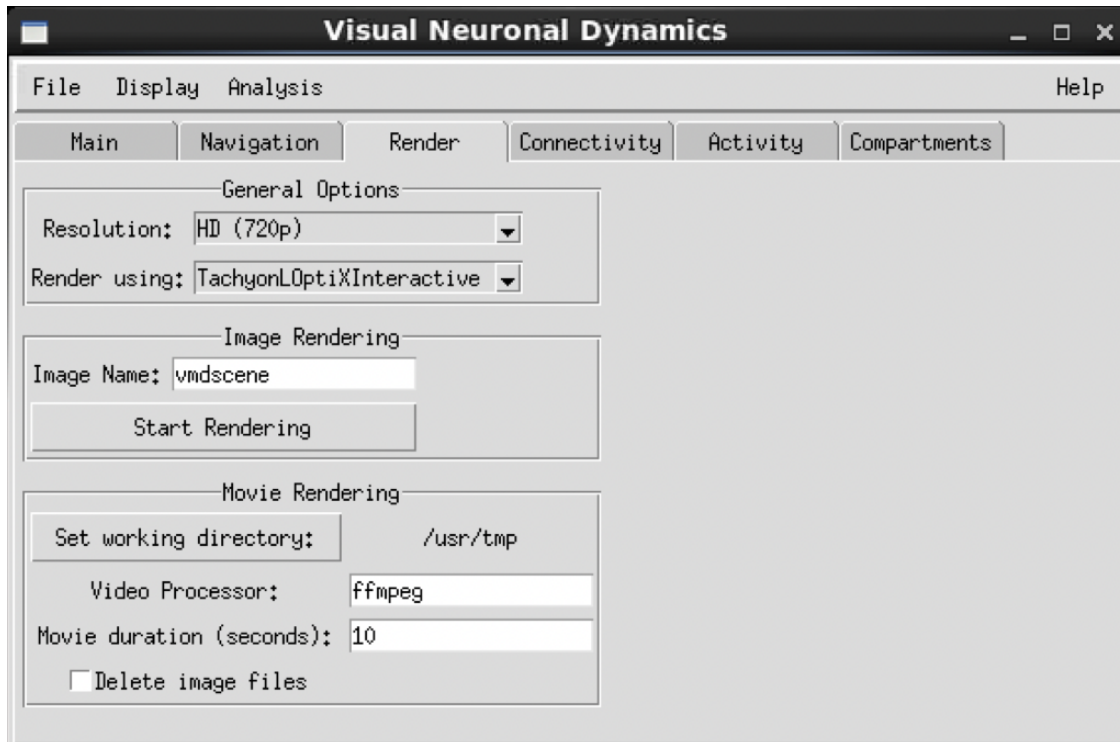 Visual Neuronal Dynamics
File Display Analysis Help
Main Navigation Render Connectivity Activity Compartments
General Options
Resolution: HD (720p)
Render using: TachyonLOptiXInteractive
Image Rendering
Image Name: vmdscene
Start Rendering
Movie Rendering
Set working directory: /usr/tmp
Video Processor: ffmpeg
Movie duration (seconds): 10
Delete image files